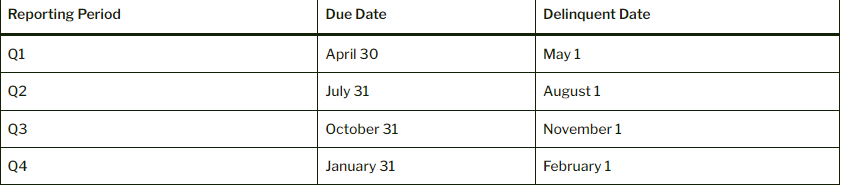 Reporting Period Due Date Delinquent Date
Q1 April 30 May 1
Q2 July 31 August 1
Q3 October 31 November 1
Q4 January 31 February 1